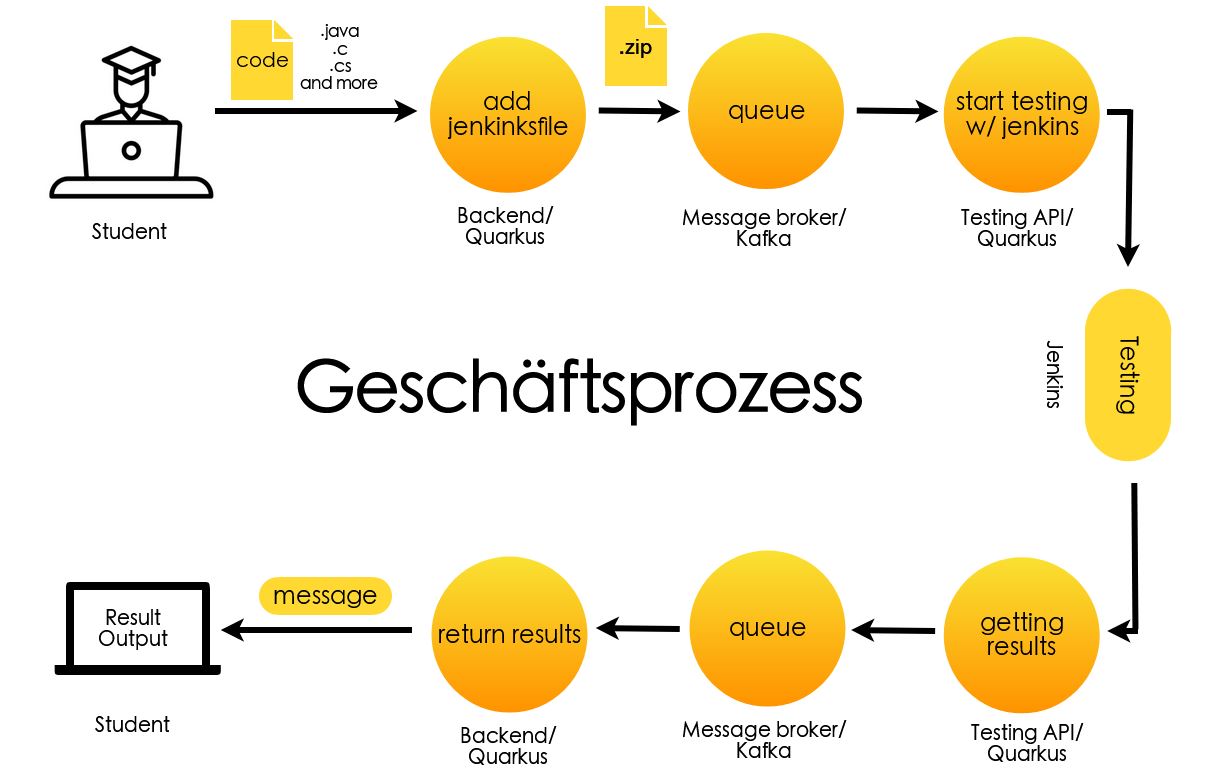 code
.java
.c
.cs
and more
.zip
add
jenkinksfile
queue
start testing
w/ jenkins
Student
Backend/
Quarkus
Message broker/
Kafka
Testing API/
Quarkus
Geschäftsprozess
Jenkins
Testing
Result
Output
message
return results
queue
getting
results
Student
Backend/
Quarkus
Message broker/
Kafka
Testing API/
Quarkus